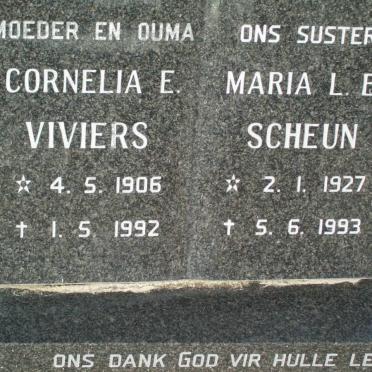 MOEDER EN OUMA
CORNELIA E.
VIVIERS
☆ 4. 5. 1906
† 1. 5. 1992
ONS SUSTER
MARIA L. E
SCHEUN
☆ 2. 1. 1927
† 5. 6. 1993
ONS DANK GOD VIR HULLE LE